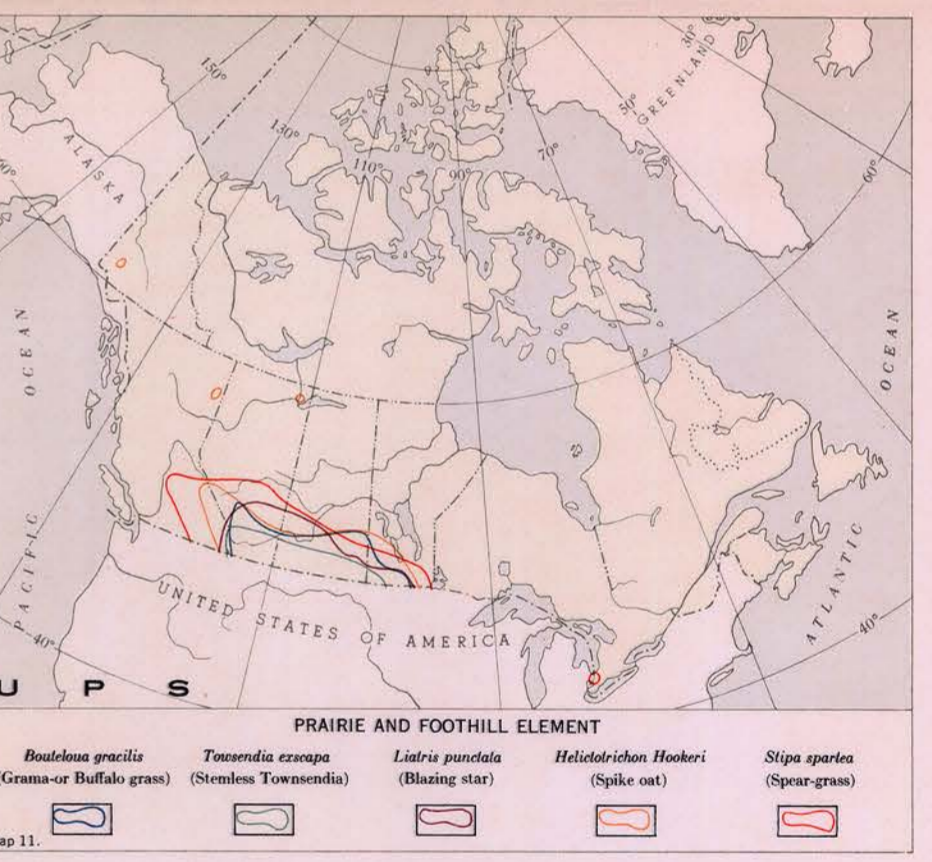 150°
130°
110°
90°
70°
50°
30°
60°
GREENLAND
ALASKA
OCEAN
OCEAN
PACIFIC
ATLANTIC
40°
40°
UNITED STATES OF AMERICA
U P S
PRAIRIE AND FOOTHILL ELEMENT
Bouteloua gracilis
(Grama-or Buffalo grass)
Towsendia exscapa
(Stemless Townsendia)
Liatris punctata
(Blazing star)
Helictotrichon Hookeri
(Spike oat)
Stipa spartea
(Spear-grass)
ap 11.